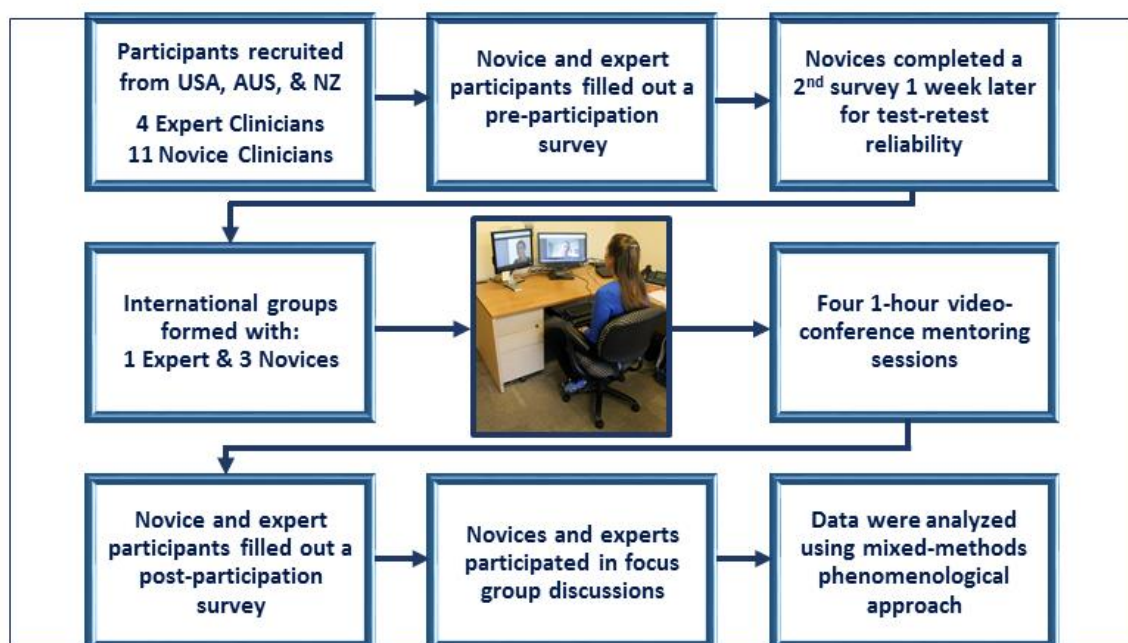 Participants recruited
from USA, AUS, & NZ
4 Expert Clinicians
11 Novice Clinicians
Novice and expert
participants filled out a
pre-participation
survey
Novices completed a
2nd survey 1 week later
for test-retest
reliability
International groups
formed with:
1 Expert & 3 Novices
Four 1-hour video-
conference mentoring
sessions
Novice and expert
participants filled out a
post-participation
survey
Novices and experts
participated in focus
group discussions
Data were analyzed
using mixed-methods
phenomenological
approach